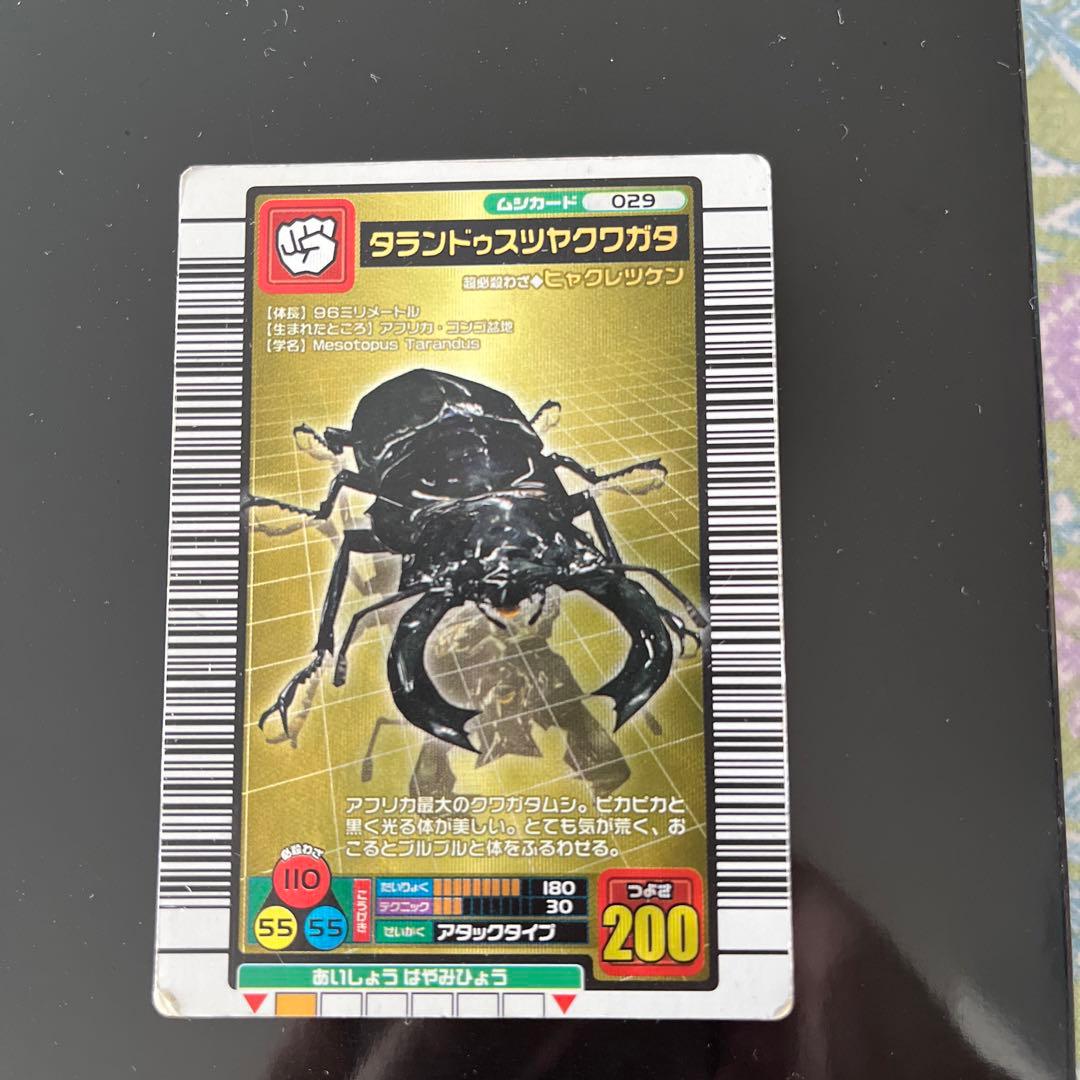 ムシカード 029
タランドゥスツヤクワガタ
超必殺わざ◆ヒャクレツケン
【体長】96ミリメートル
【生まれたところ】アフリカ・コンゴ盆地
【学名】Mesotopus Tarandus
アフリカ最大のクワガタムシ。ピカピカと
黒く光る体が美しい。とても気が荒く、お
こるとブルブルと体をふるわせる。
必殺わざ
110
55
55
こうげき
たいりょく 180
テクニック 30
せいかく アタックタイプ
つよさ
200
あいしょう はやみひょう